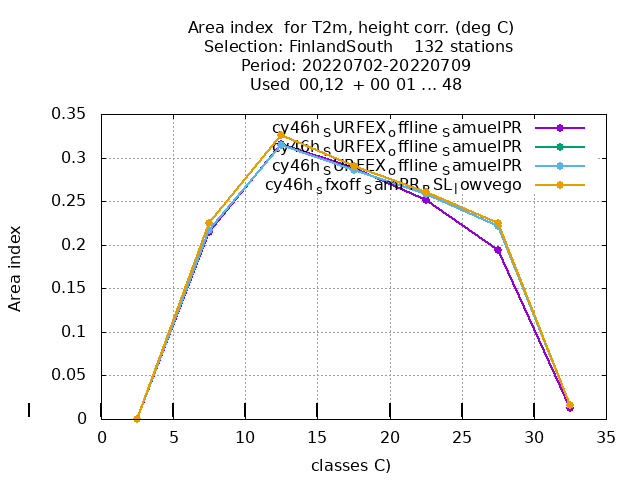 Area index  for T2m, height corr. (deg C)
Selection: FinlandSouth    132 stations
Period: 20220702-20220709
Used  00,12  + 00 01 ... 48
0.35
0.3
0.25
0.2
0.15
0.1
0.05
0
Area index
cy46h_SURFEX_offline_SamuelPR
cy46h_SURFEX_offline_SamuelPR
cy46h_SURFEX_offline_SamuelPR
cy46h_sfxoff_SamPR_RSL_lowvego
0 5 10 15 20 25 30 35
classes C)